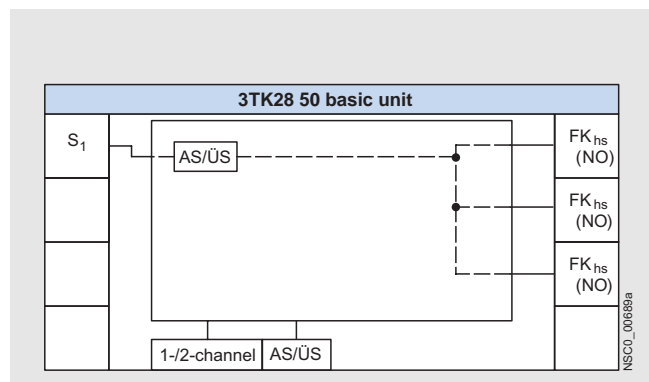 3TK28 50 basic unit
S1
AS/ÜS
FKhs
(NO)
FKhs
(NO)
FKhs
(NO)
1-/2-channel
AS/ÜS
NSC0_00689a